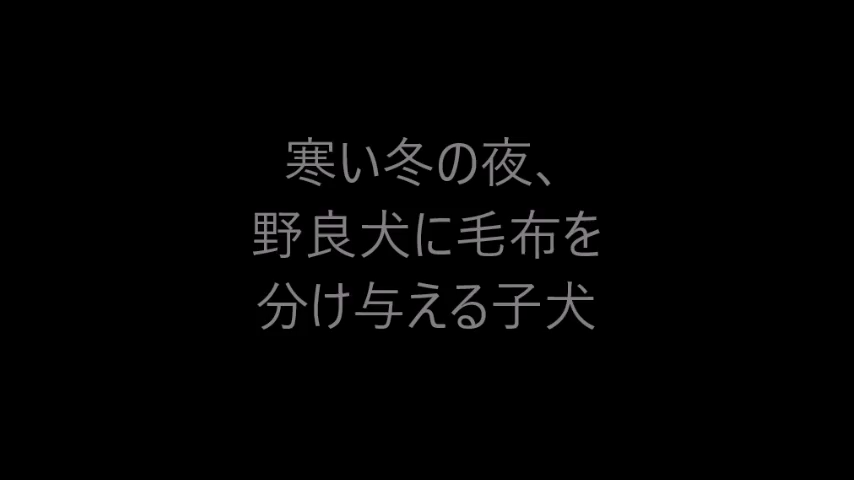 寒い冬の夜、
野良犬に毛布を
分け与える子犬